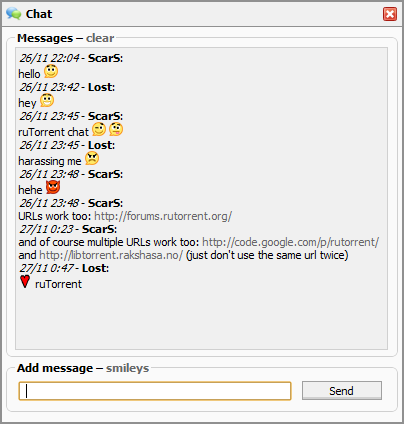 Chat
Messages – clear
26/11 22:04 - ScarS:
hello
26/11 23:42 - Lost:
hey
26/11 23:45 - ScarS:
ruTorrent chat
26/11 23:45 - Lost:
harassing me
26/11 23:48 - ScarS:
hehe
26/11 23:48 - ScarS:
URLs work too: http://forums.rutorrent.org/
27/11 0:23 - ScarS:
and of course multiple URLs work too: http://code.google.com/p/rutorrent/
and http://libtorrent.rakshasa.no/ (just don't use the same url twice)
27/11 0:47 - Lost:
ruTorrent
Add message – smileys
Send